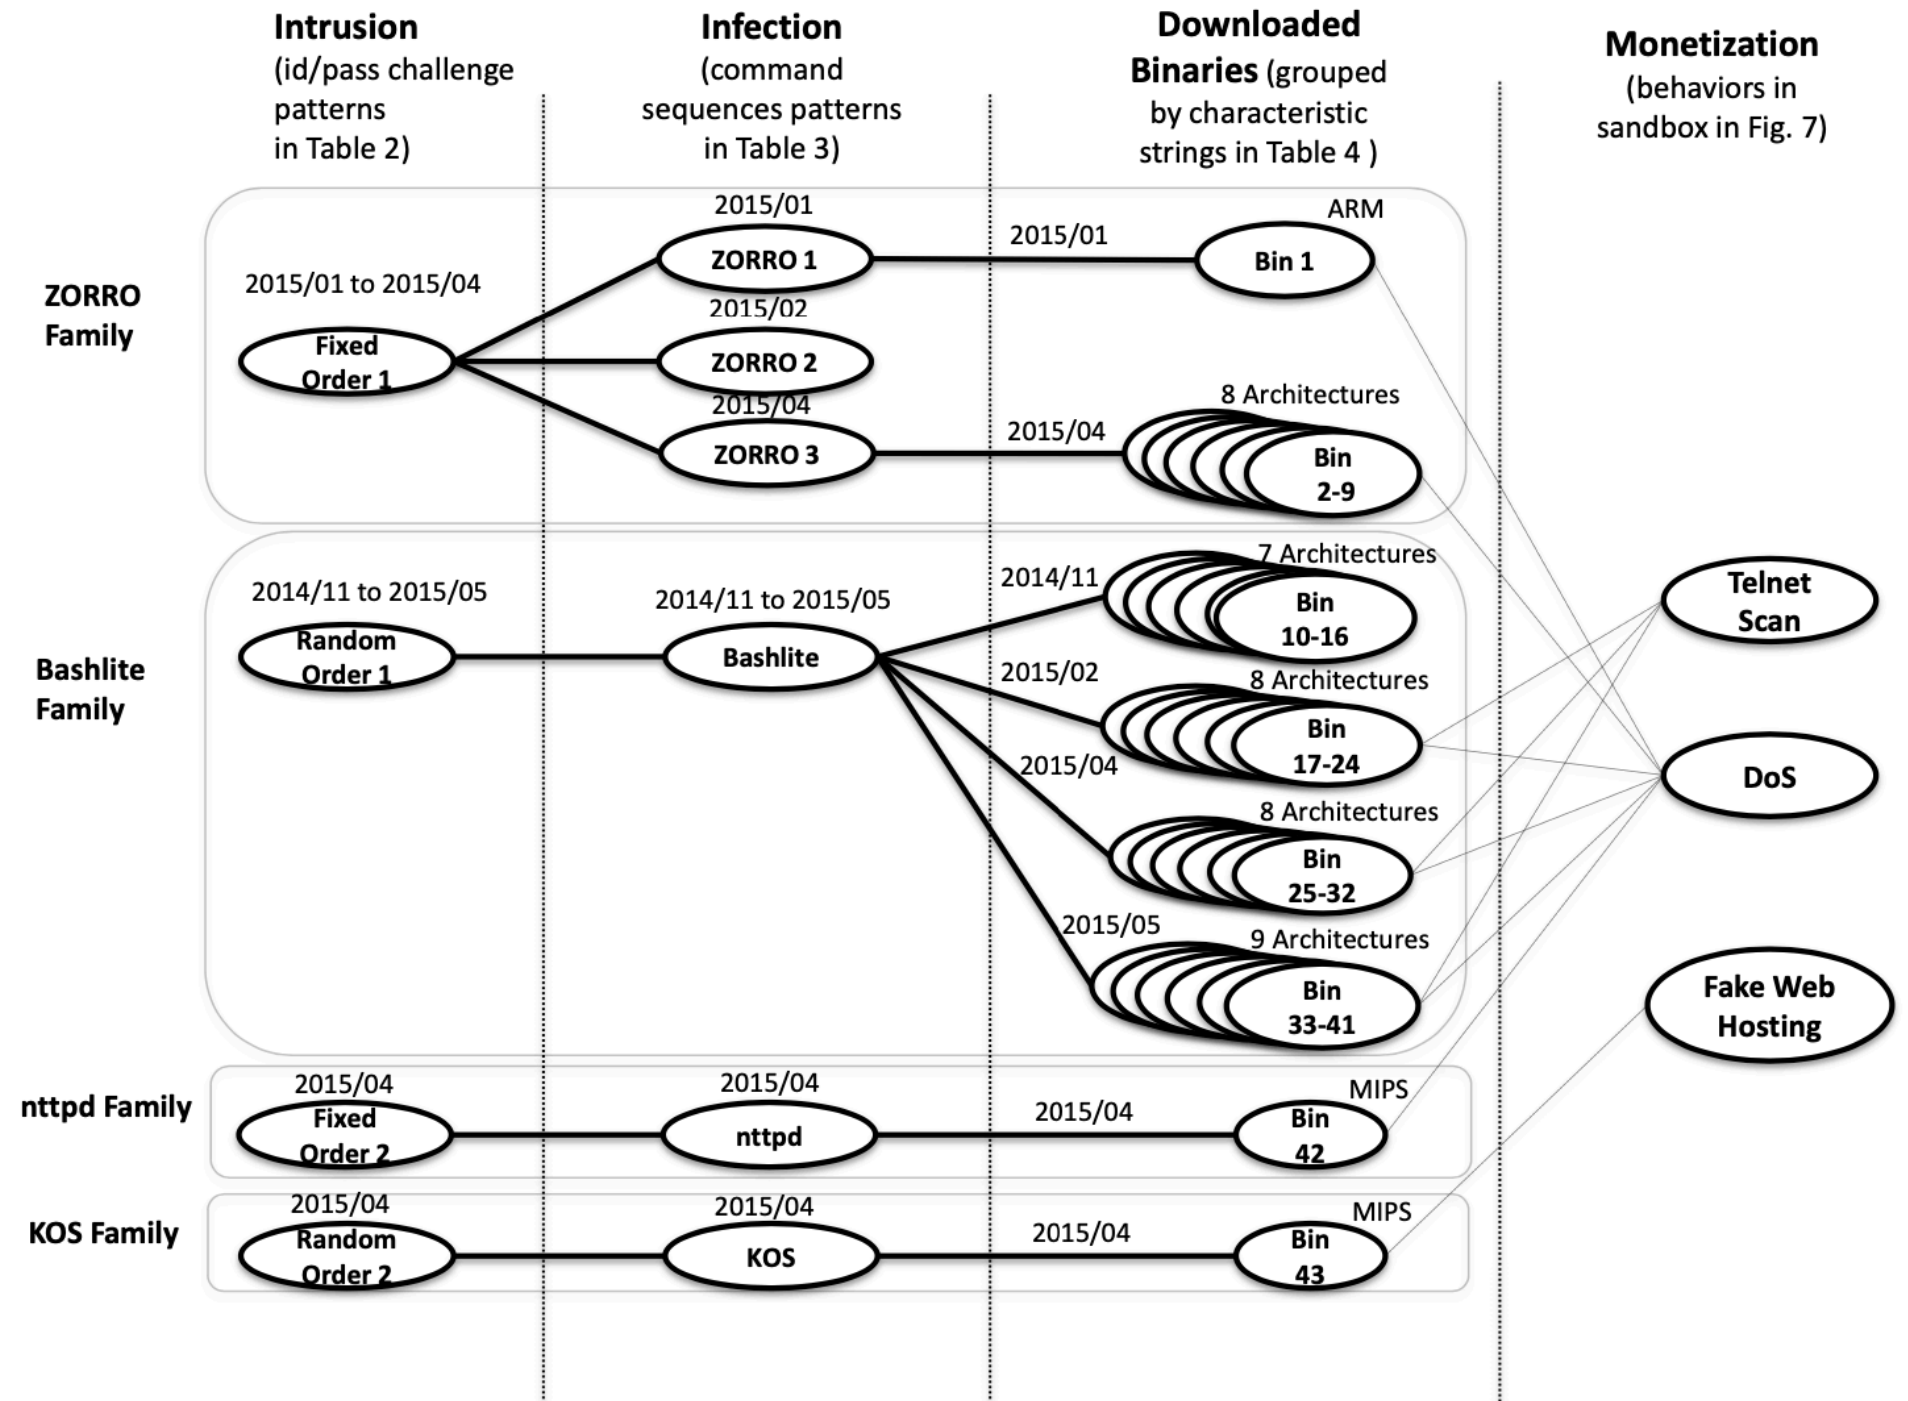 Intrusion
(id/pass challenge
patterns
in Table 2)
Infection
(command
sequences patterns
in Table 3)
Downloaded
Binaries (grouped
by characteristic
strings in Table 4 )
Monetization
(behaviors in
sandbox in Fig. 7)
ZORRO
Family
2015/01 to 2015/04
Fixed
Order 1
2015/01
ZORRO 1
2015/02
ZORRO 2
2015/04
ZORRO 3
2015/01
ARM
Bin 1
2015/04
8 Architectures
Bin
2-9
Bashlite
Family
2014/11 to 2015/05
Random
Order 1
2014/11 to 2015/05
Bashlite
2014/11
7 Architectures
Bin
10-16
2015/02
8 Architectures
Bin
17-24
2015/04
8 Architectures
Bin
25-32
2015/05
9 Architectures
Bin
33-41
nttpd Family
2015/04
Fixed
Order 2
2015/04
nttpd
2015/04
MIPS
Bin
42
KOS Family
2015/04
Random
Order 2
2015/04
KOS
2015/04
MIPS
Bin
43
Telnet
Scan
DoS
Fake Web
Hosting